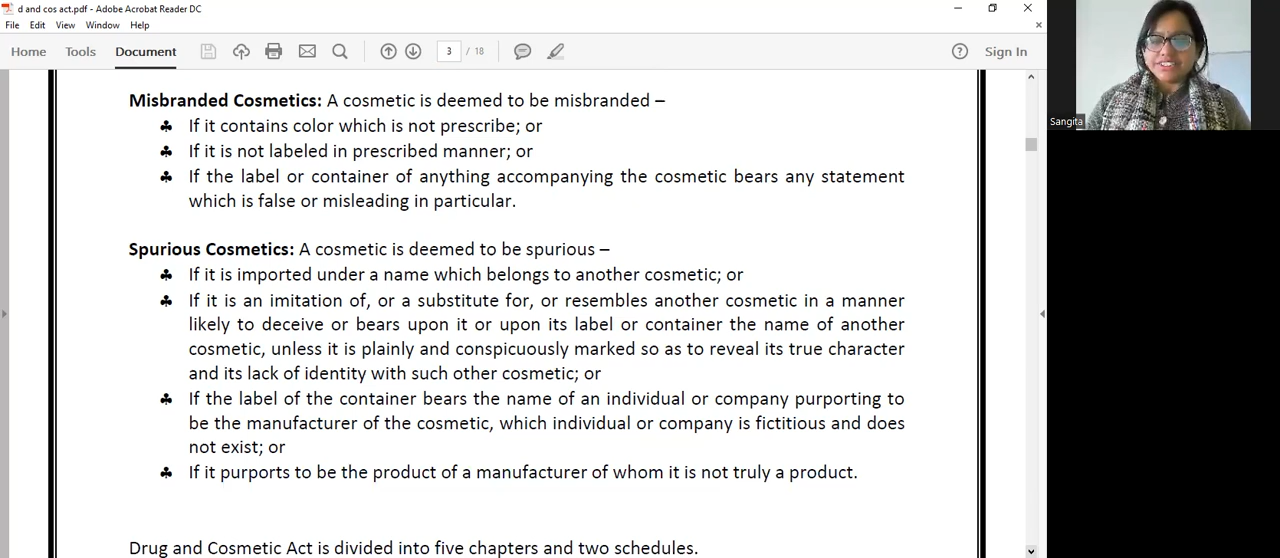 d and cos act.pdf - Adobe Acrobat Reader DC
File Edit View Window Help
Home Tools Document 3 / 18 Sign In
Misbranded Cosmetics: A cosmetic is deemed to be misbranded –
♣ If it contains color which is not prescribe; or
♣ If it is not labeled in prescribed manner; or
♣ If the label or container of anything accompanying the cosmetic bears any statement
which is false or misleading in particular.
Spurious Cosmetics: A cosmetic is deemed to be spurious –
♣ If it is imported under a name which belongs to another cosmetic; or
♣ If it is an imitation of, or a substitute for, or resembles another cosmetic in a manner
likely to deceive or bears upon it or upon its label or container the name of another
cosmetic, unless it is plainly and conspicuously marked so as to reveal its true character
and its lack of identity with such other cosmetic; or
♣ If the label of the container bears the name of an individual or company purporting to
be the manufacturer of the cosmetic, which individual or company is fictitious and does
not exist; or
♣ If it purports to be the product of a manufacturer of whom it is not truly a product.
Drug and Cosmetic Act is divided into five chapters and two schedules.
Sangita